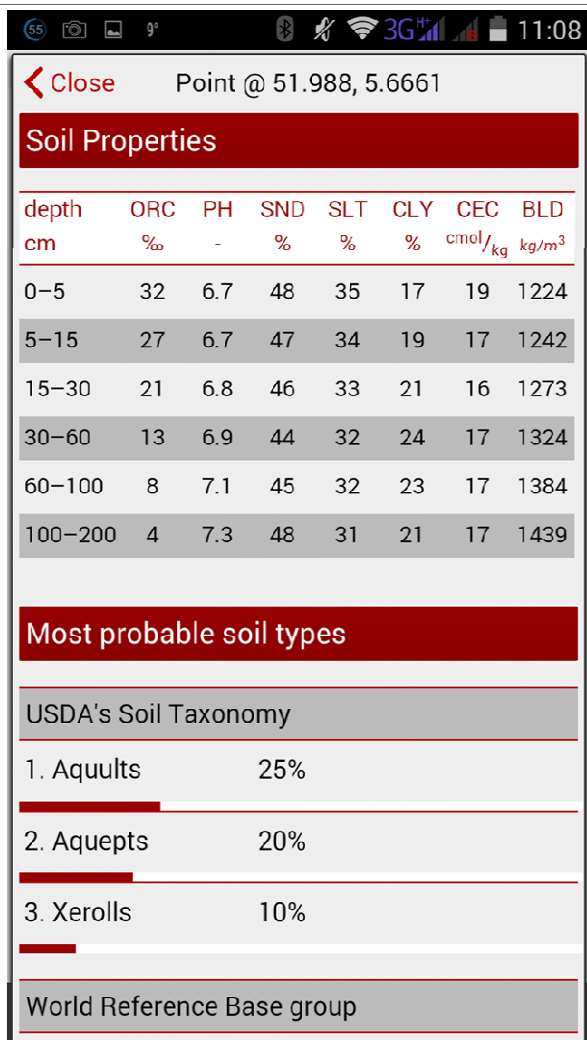 55 9° 3G H+ 11:08
Close Point @ 51.988, 5.6661
Soil Properties
depth ORC PH SND SLT CLY CEC BLD
cm ‰ - % % % cmol/kg kg/m³
0–5 32 6.7 48 35 17 19 1224
5–15 27 6.7 47 34 19 17 1242
15–30 21 6.8 46 33 21 16 1273
30–60 13 6.9 44 32 24 17 1324
60–100 8 7.1 45 32 23 17 1384
100–200 4 7.3 48 31 21 17 1439
Most probable soil types
USDA's Soil Taxonomy
1. Aquults 25%
2. Aquepts 20%
3. Xerolls 10%
World Reference Base group